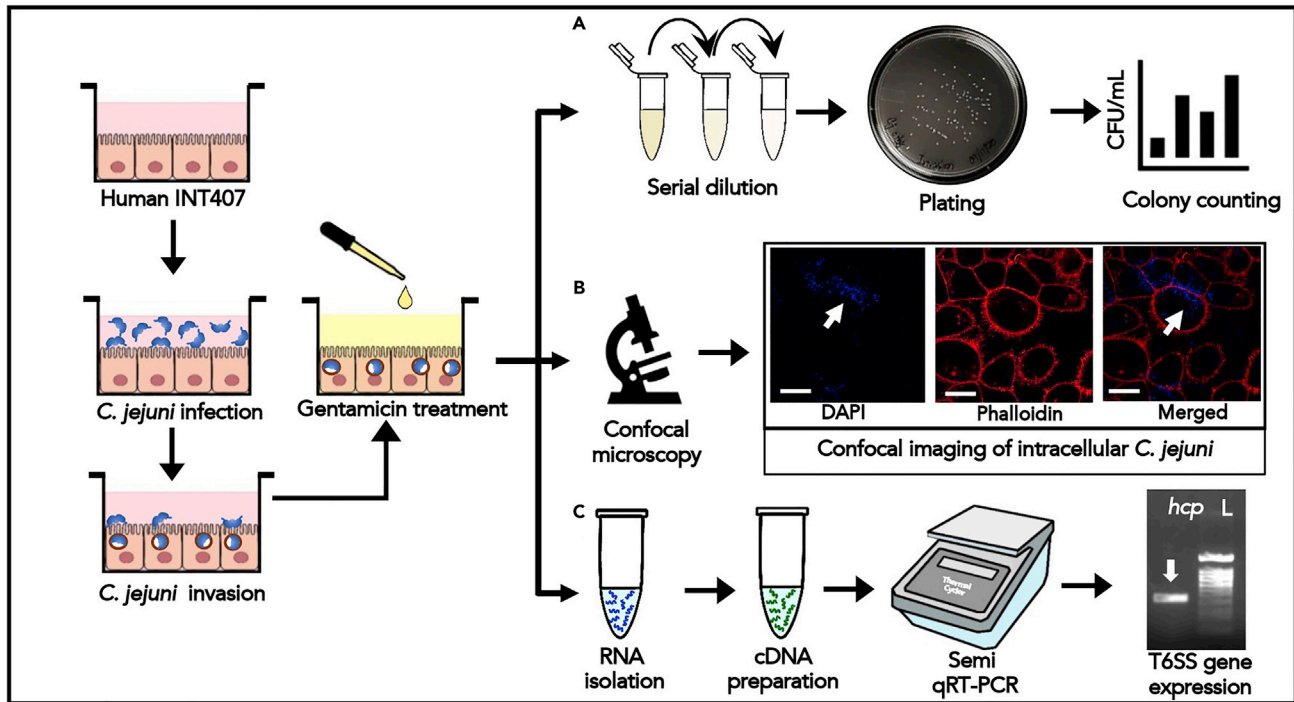 Human INT407
C. jejuni infection
C. jejuni invasion
Gentamicin treatment
A
Serial dilution
Plating
CFU/mL
Colony counting
B
Confocal
microscopy
DAPI
Phalloidin
Merged
Confocal imaging of intracellular C. jejuni
C
RNA
isolation
cDNA
preparation
Thermal
Cycler
Semi
qRT-PCR
hcp L
T6SS gene
expression